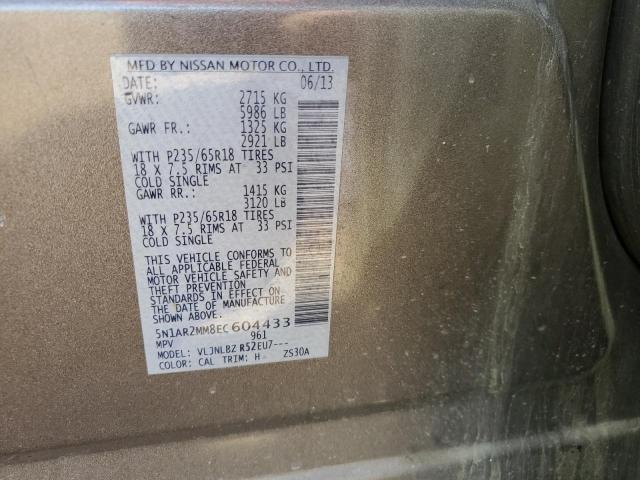 MFD BY NISSAN MOTOR CO., LTD.
DATE: 06/13
GVWR: 2715 KG
5986 LB
GAWR FR.: 1325 KG
2921 LB
WITH P235/65R18 TIRES
18 X 7.5 RIMS AT 33 PSI
COLD SINGLE
GAWR RR.: 1415 KG
3120 LB
WITH P235/65R18 TIRES
18 X 7.5 RIMS AT 33 PSI
COLD SINGLE
THIS VEHICLE CONFORMS TO
ALL APPLICABLE FEDERAL
MOTOR VEHICLE SAFETY AND
THEFT PREVENTION
STANDARDS IN EFFECT ON
THE DATE OF MANUFACTURE
SHOWN ABOVE.
5N1AR2MM8EC604433
MPV 961
MODEL: VLJNLBZ R52EU7---
COLOR: CAL TRIM: H ZS30A